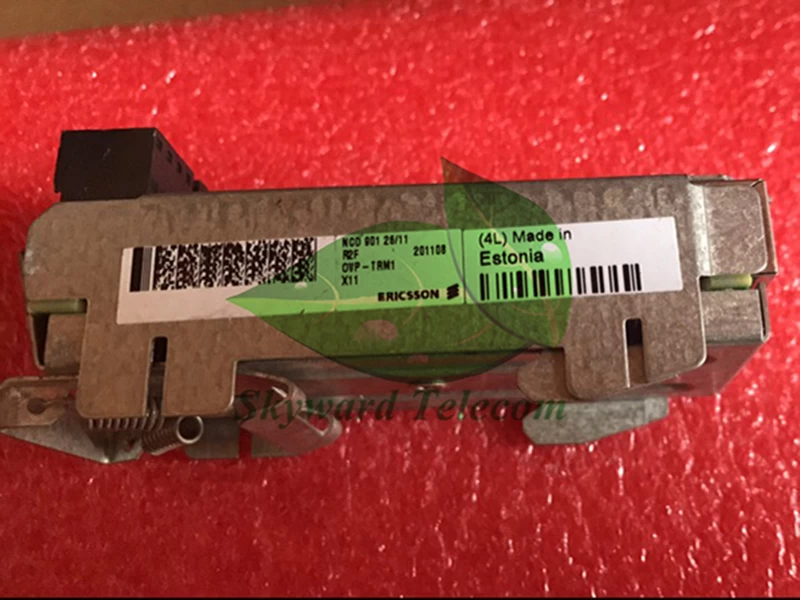 NCD 901 26/11
R2F 201108
OVP-TRM1
X11
ERICSSON
(4L) Made in
Estonia
Skyward Telecom